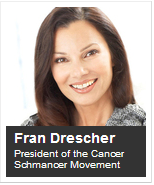 Fran Drescher
President of the Cancer
Schmancer Movement